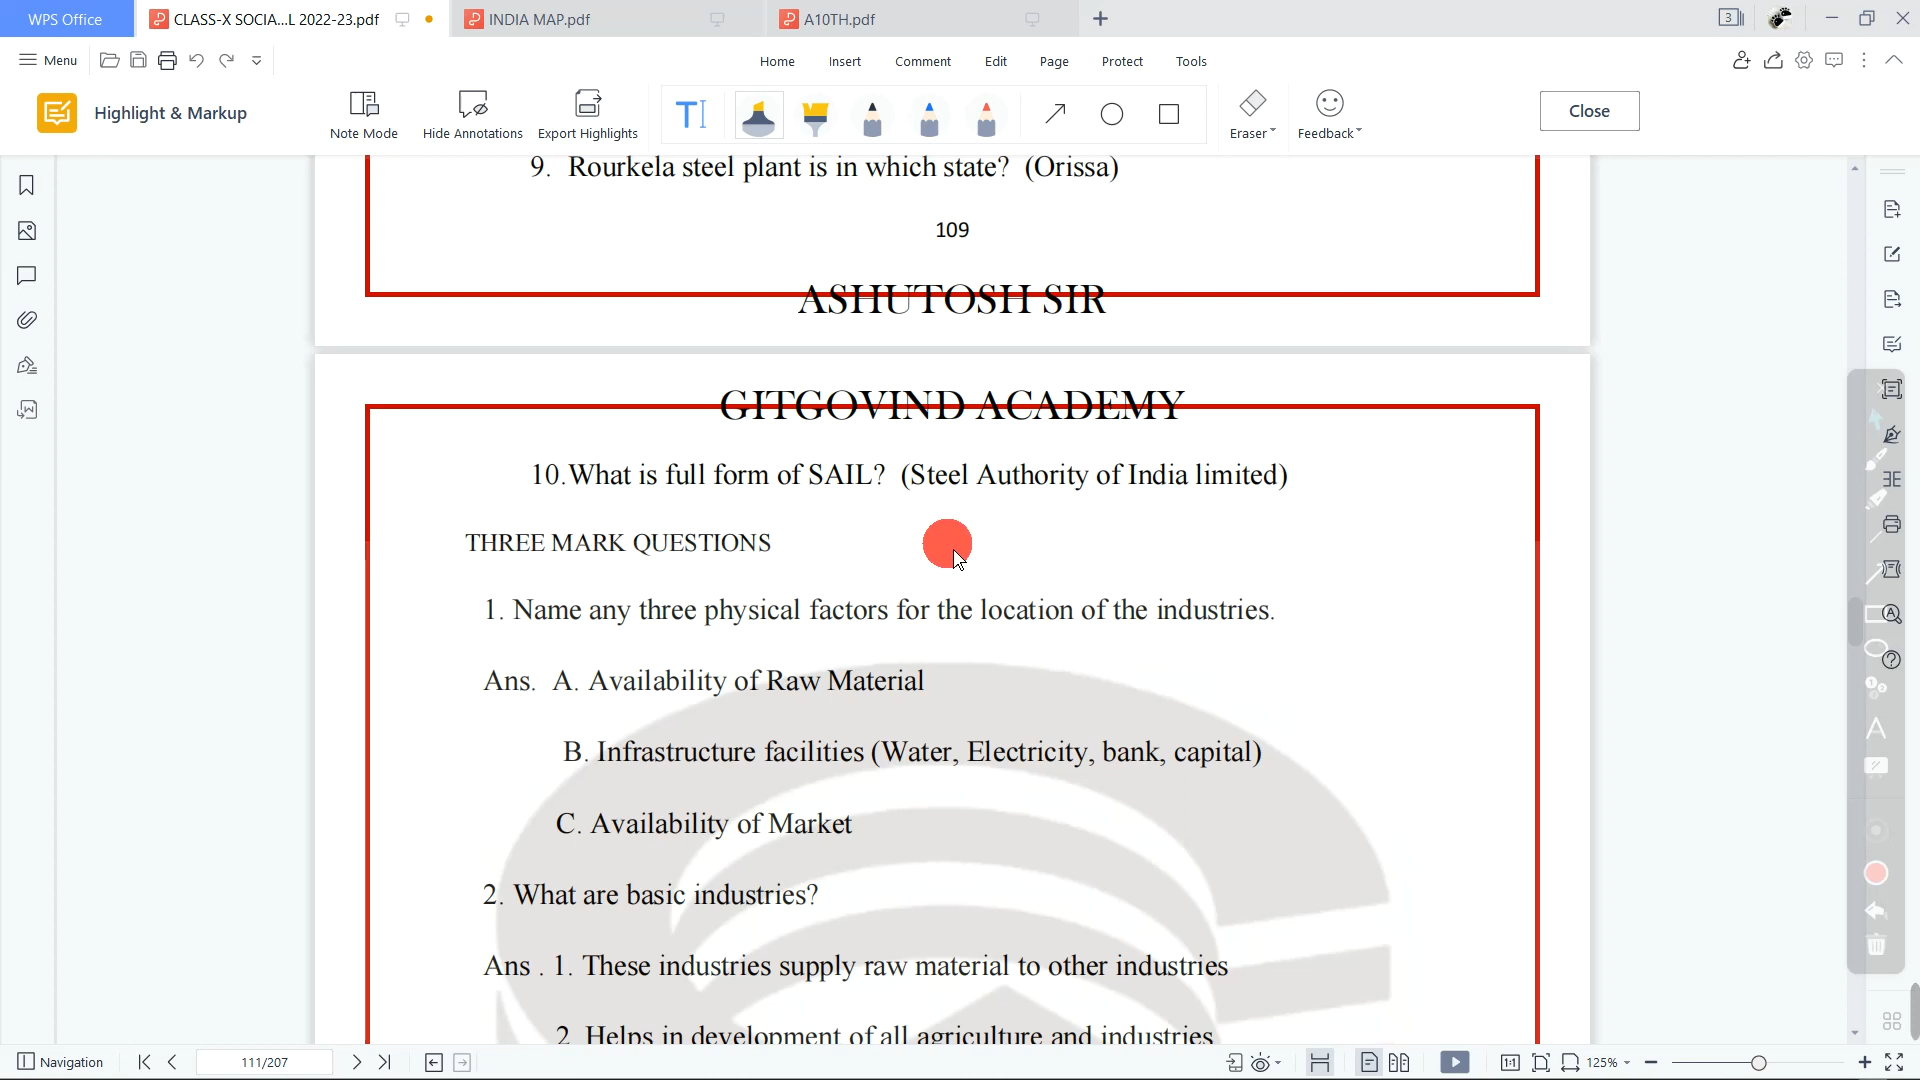 WPS Office
CLASS-X SOCIA...L 2022-23.pdf
INDIA MAP.pdf
A10TH.pdf
3
Menu
Home
Insert
Comment
Edit
Page
Protect
Tools
Highlight & Markup
Note Mode
Hide Annotations
Export Highlights
Eraser
Feedback
Close
9. Rourkela steel plant is in which state? (Orissa)
109
ASHUTOSH SIR
GITGOVIND ACADEMY
10.What is full form of SAIL? (Steel Authority of India limited)
THREE MARK QUESTIONS
1. Name any three physical factors for the location of the industries.
Ans. A. Availability of Raw Material
B. Infrastructure facilities (Water, Electricity, bank, capital)
C. Availability of Market
2. What are basic industries?
Ans . 1. These industries supply raw material to other industries
2. Helps in development of all agriculture and industries
Navigation
111/207
125%